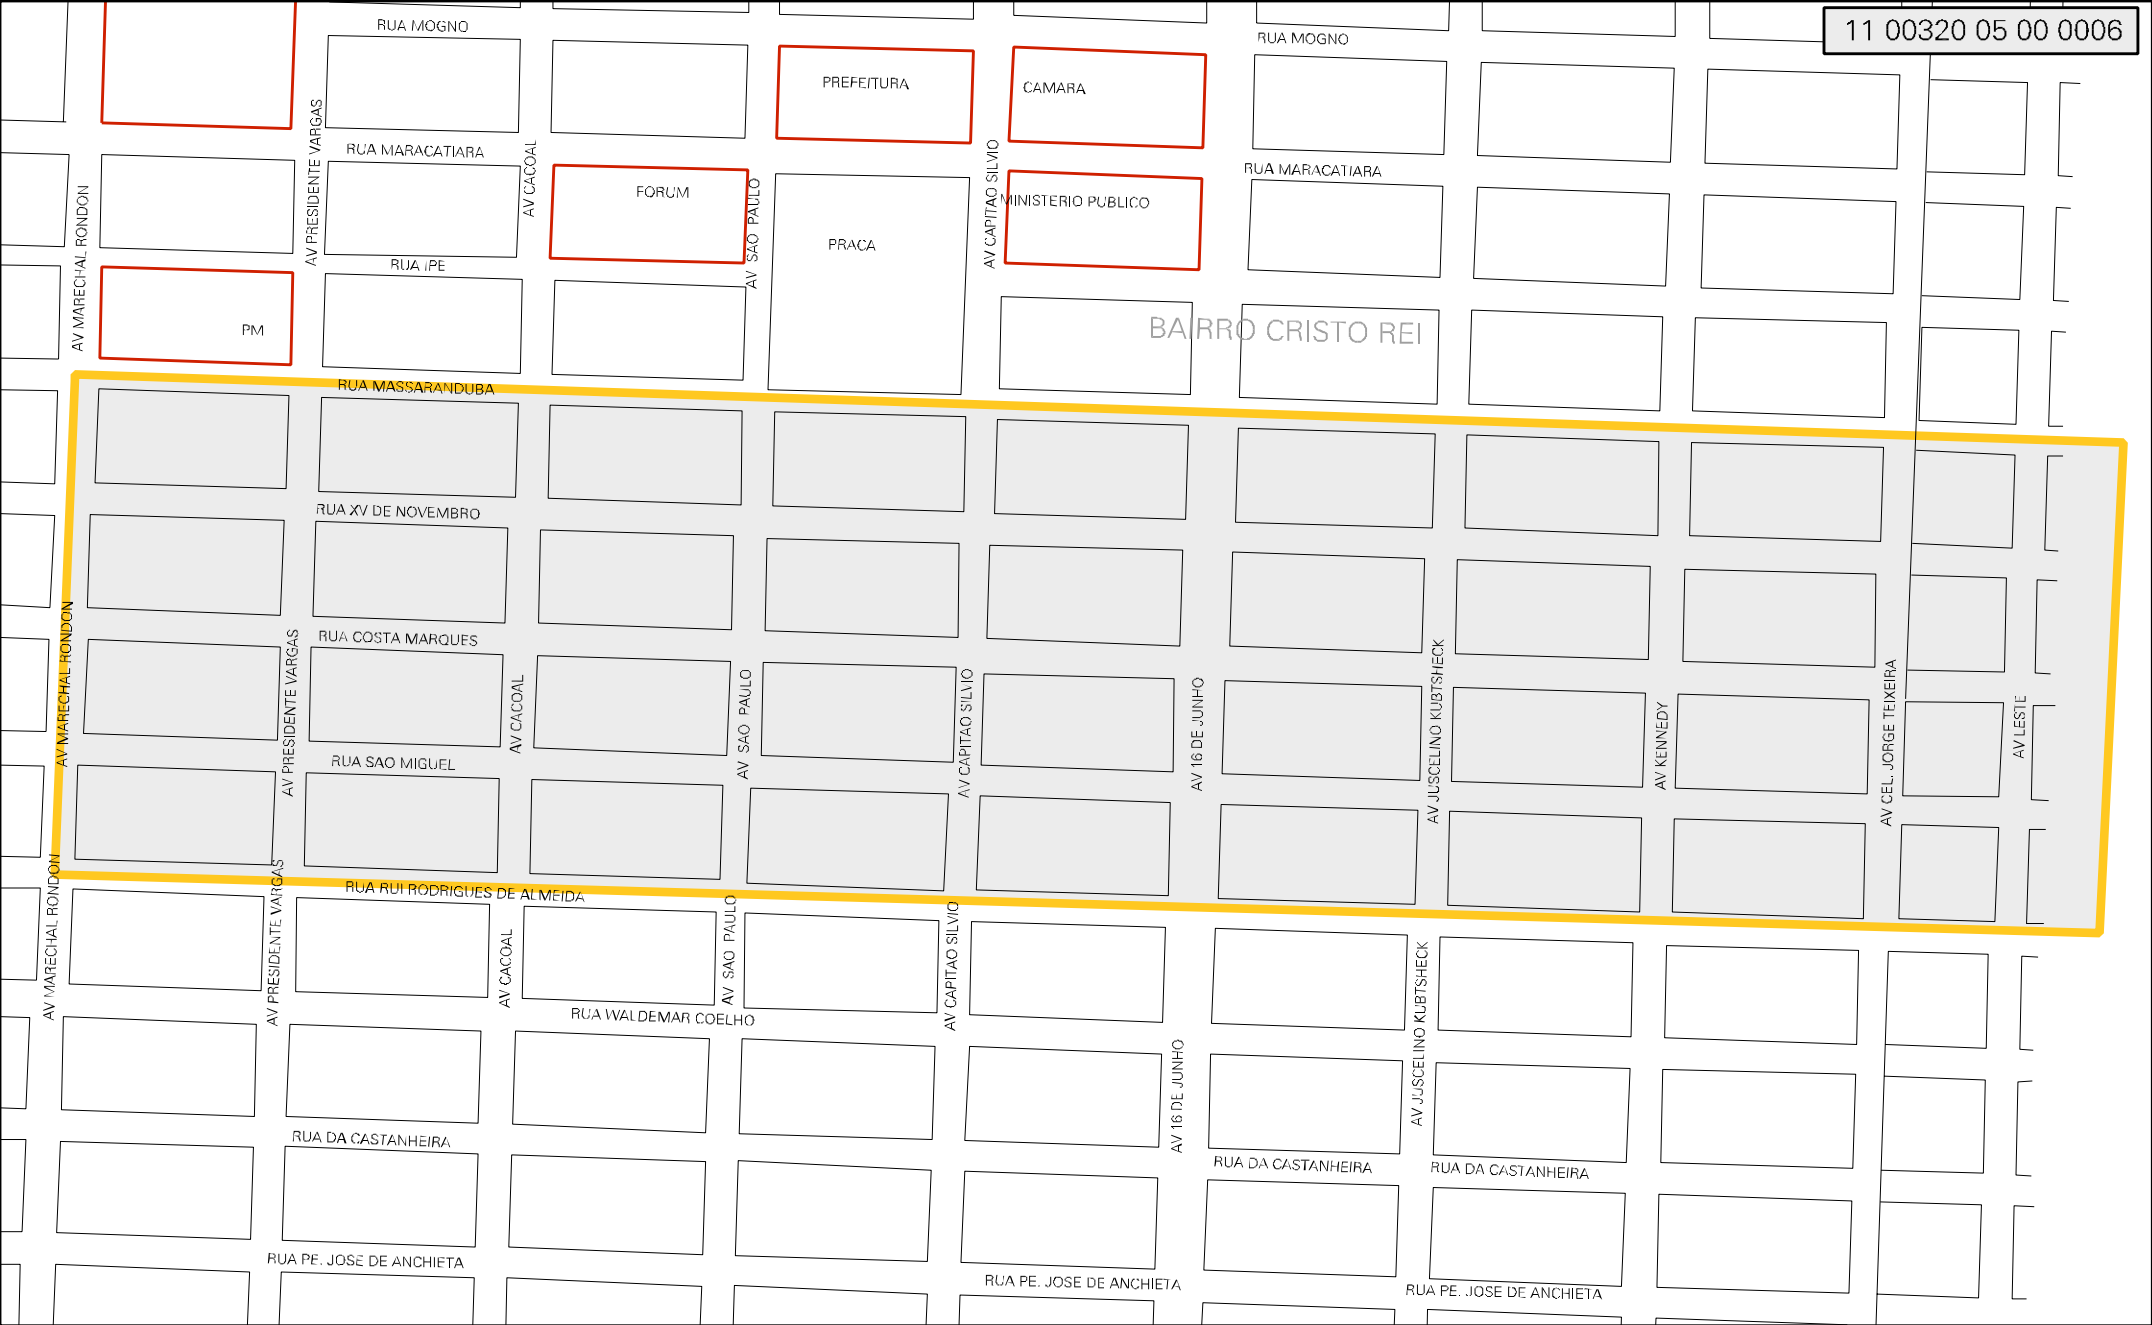 RUA MOGNO
RUA MOGNO
11 00320 05 00 0006
PREFEITURA
CAMARA
AV PRESIDENTE VARGAS
RUA MARACATIARA
AV CACOAL
AV CAPITAO SILVIO
RUA MARACATIARA
AV MARECHAL RONDON
FORUM
AV SAO PAULO
MINISTERIO PUBLICO
PRACA
RUA IPE
PM
BAIRRO CRISTO REI
RUA MASSARANDUBA
RUA XV DE NOVEMBRO
AV MARECHAL RONDON
AV PRESIDENTE VARGAS
RUA COSTA MARQUES
AV CACOAL
AV SAO PAULO
AV CAPITAO SILVIO
AV 16 DE JUNHO
AV JUSCELINO KUBTSHECK
AV KENNEDY
AV CEL. JORGE TEIXEIRA
AV LESTE
RUA SAO MIGUEL
AV MARECHAL RONDON
AV PRESIDENTE VARGAS
RUA RUI RODRIGUES DE ALMEIDA
AV CACOAL
AV SAO PAULO
AV CAPITAO SILVIO
AV JUSCELINO KUBTSHECK
RUA WALDEMAR COELHO
AV 16 DE JUNHO
RUA DA CASTANHEIRA
RUA DA CASTANHEIRA
RUA DA CASTANHEIRA
RUA PE. JOSE DE ANCHIETA
RUA PE. JOSE DE ANCHIETA
RUA PE. JOSE DE ANCHIETA